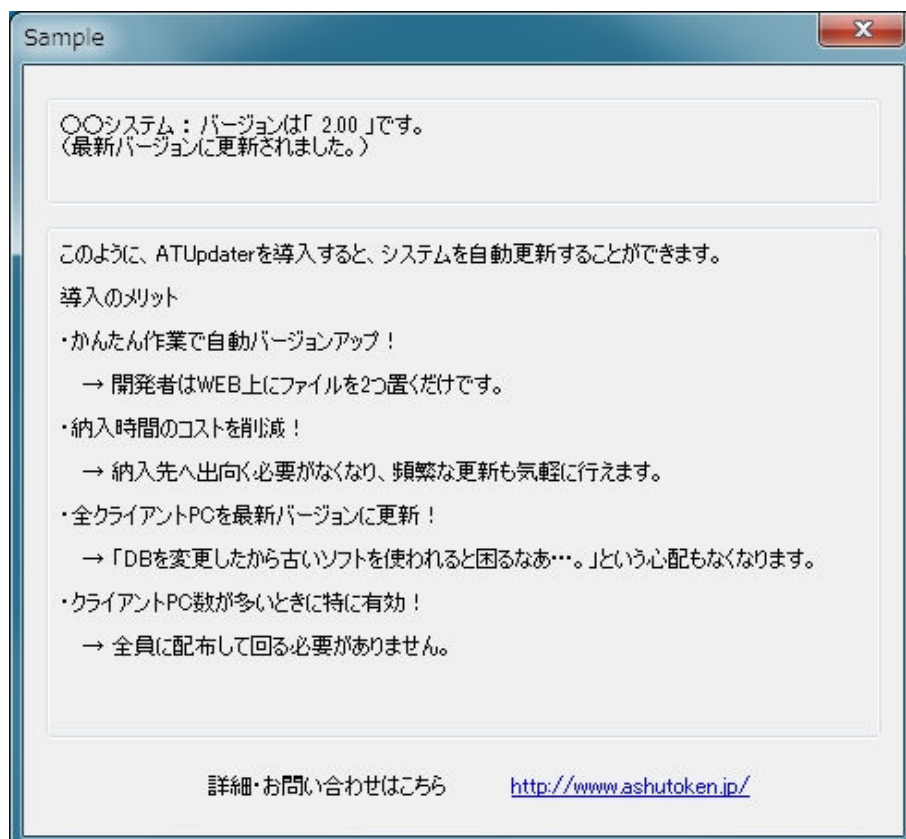 Sample
○○システム：バージョンは「 2.00 」です。
（最新バージョンに更新されました。）
このように、ATUpdaterを導入すると、システムを自動更新することができます。
導入のメリット
・かんたん作業で自動バージョンアップ！
→ 開発者はWEB上にファイルを2つ置くだけです。
・納入時間のコストを削減！
→ 納入先へ出向く必要がなくなり、頻繁な更新も気軽に行えます。
・全クライアントPCを最新バージョンに更新！
→「DBを変更したから古いソフトを使われると困るなあ…。」という心配もなくなります。
・クライアントPC数が多いときに特に有効！
→ 全員に配布して回る必要がありません。
詳細・お問い合わせはこちら http://www.ashutoken.jp/